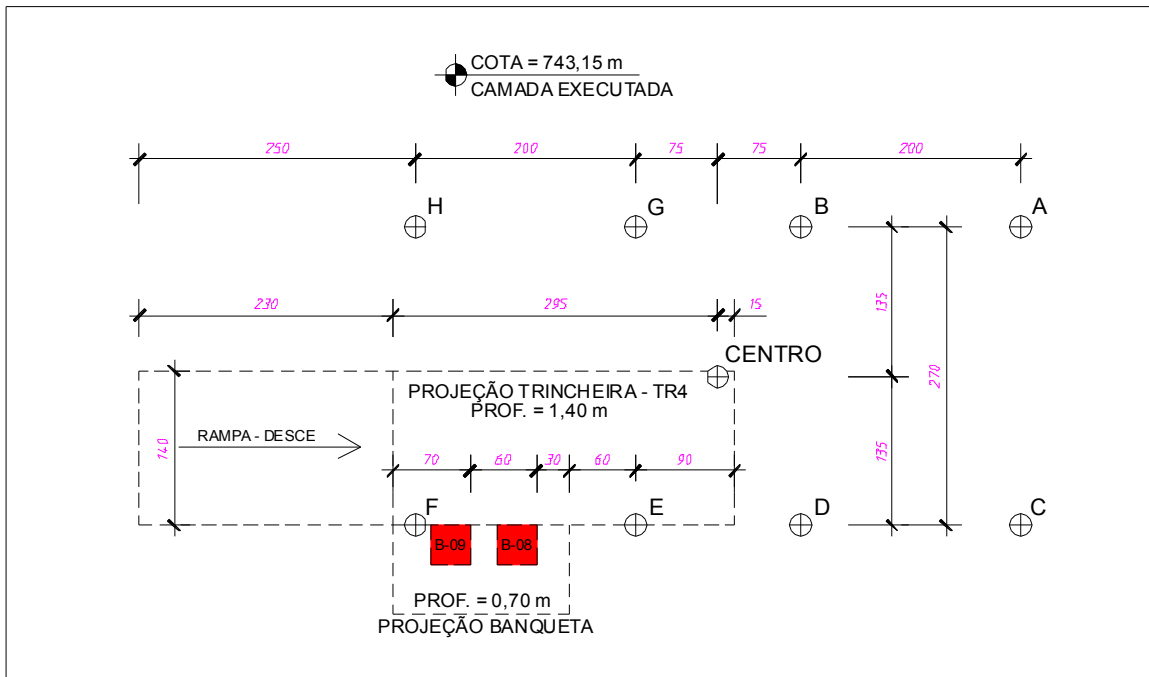 COTA = 743,15 m
CAMADA EXECUTADA
250 200 75 75 200
H G B A
230 295 15
135
270
CENTRO
PROJEÇÃO TRINCHEIRA - TR4
PROF. = 1,40 m
RAMPA - DESCE
140
135
70 60 30 60 90
F E D C
B-09 B-08
PROF. = 0,70 m
PROJEÇÃO BANQUETA